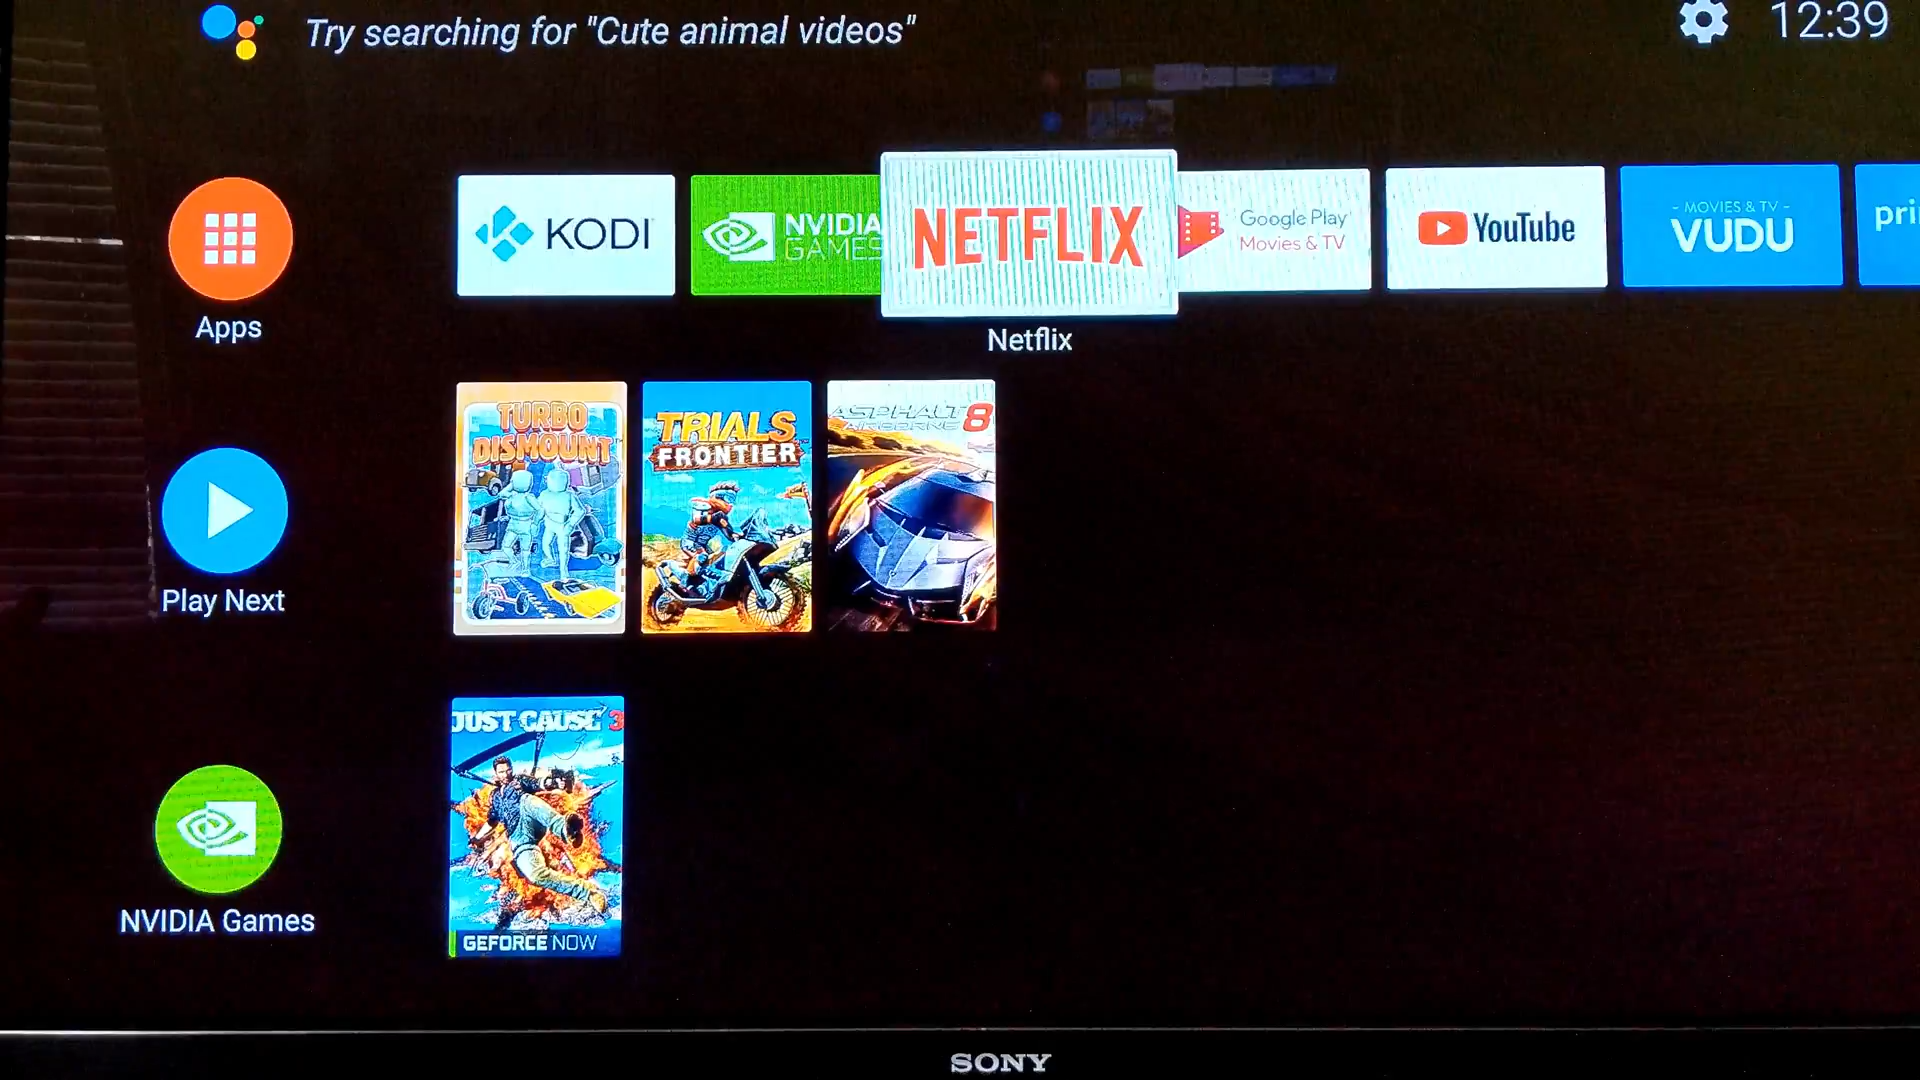 Try searching for "Cute animal videos"
12:39
KODI
NVIDIA
GAMES
NETFLIX
Google Play
Movies & TV
YouTube
- MOVIES & TV -
VUDU
pri
Apps
Netflix
TURBO
DISMOUNT
TRIALS
FRONTIER
ASPHALT 8
AIRBORNE
Play Next
JUST CAUSE 3
GEFORCE NOW
NVIDIA Games
SONY